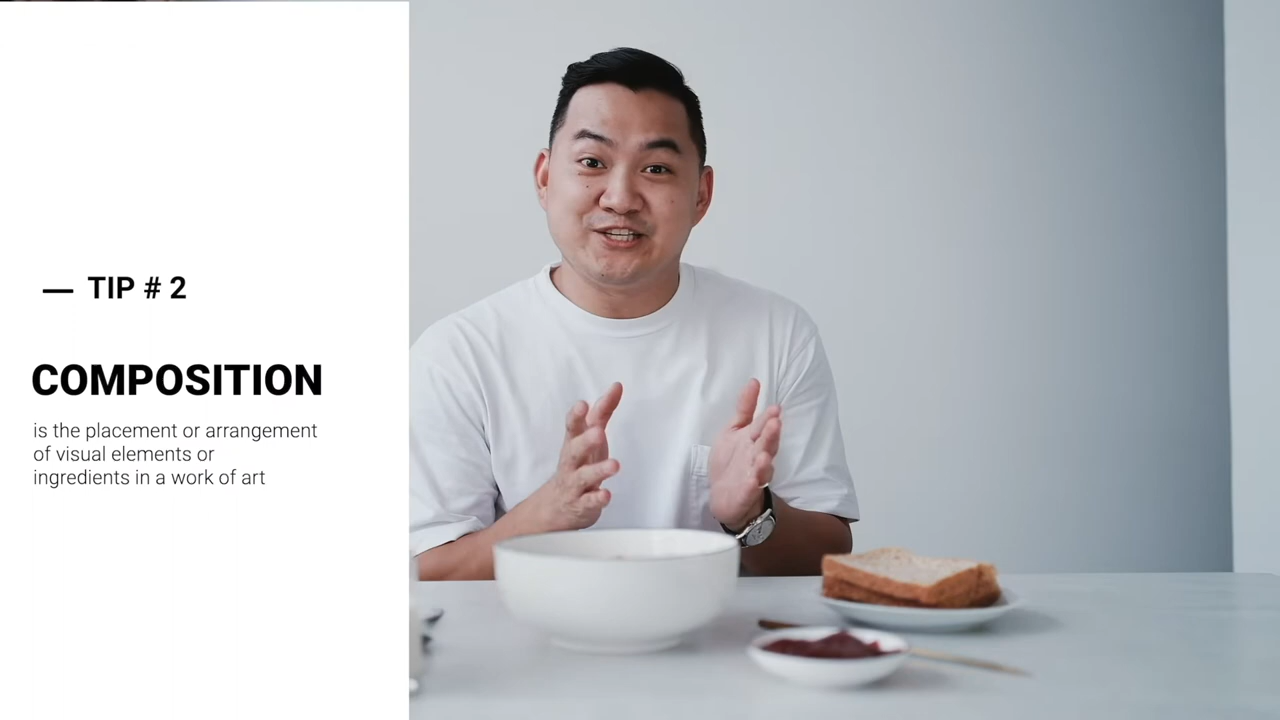 — TIP # 2
COMPOSITION
is the placement or arrangement
of visual elements or
ingredients in a work of art